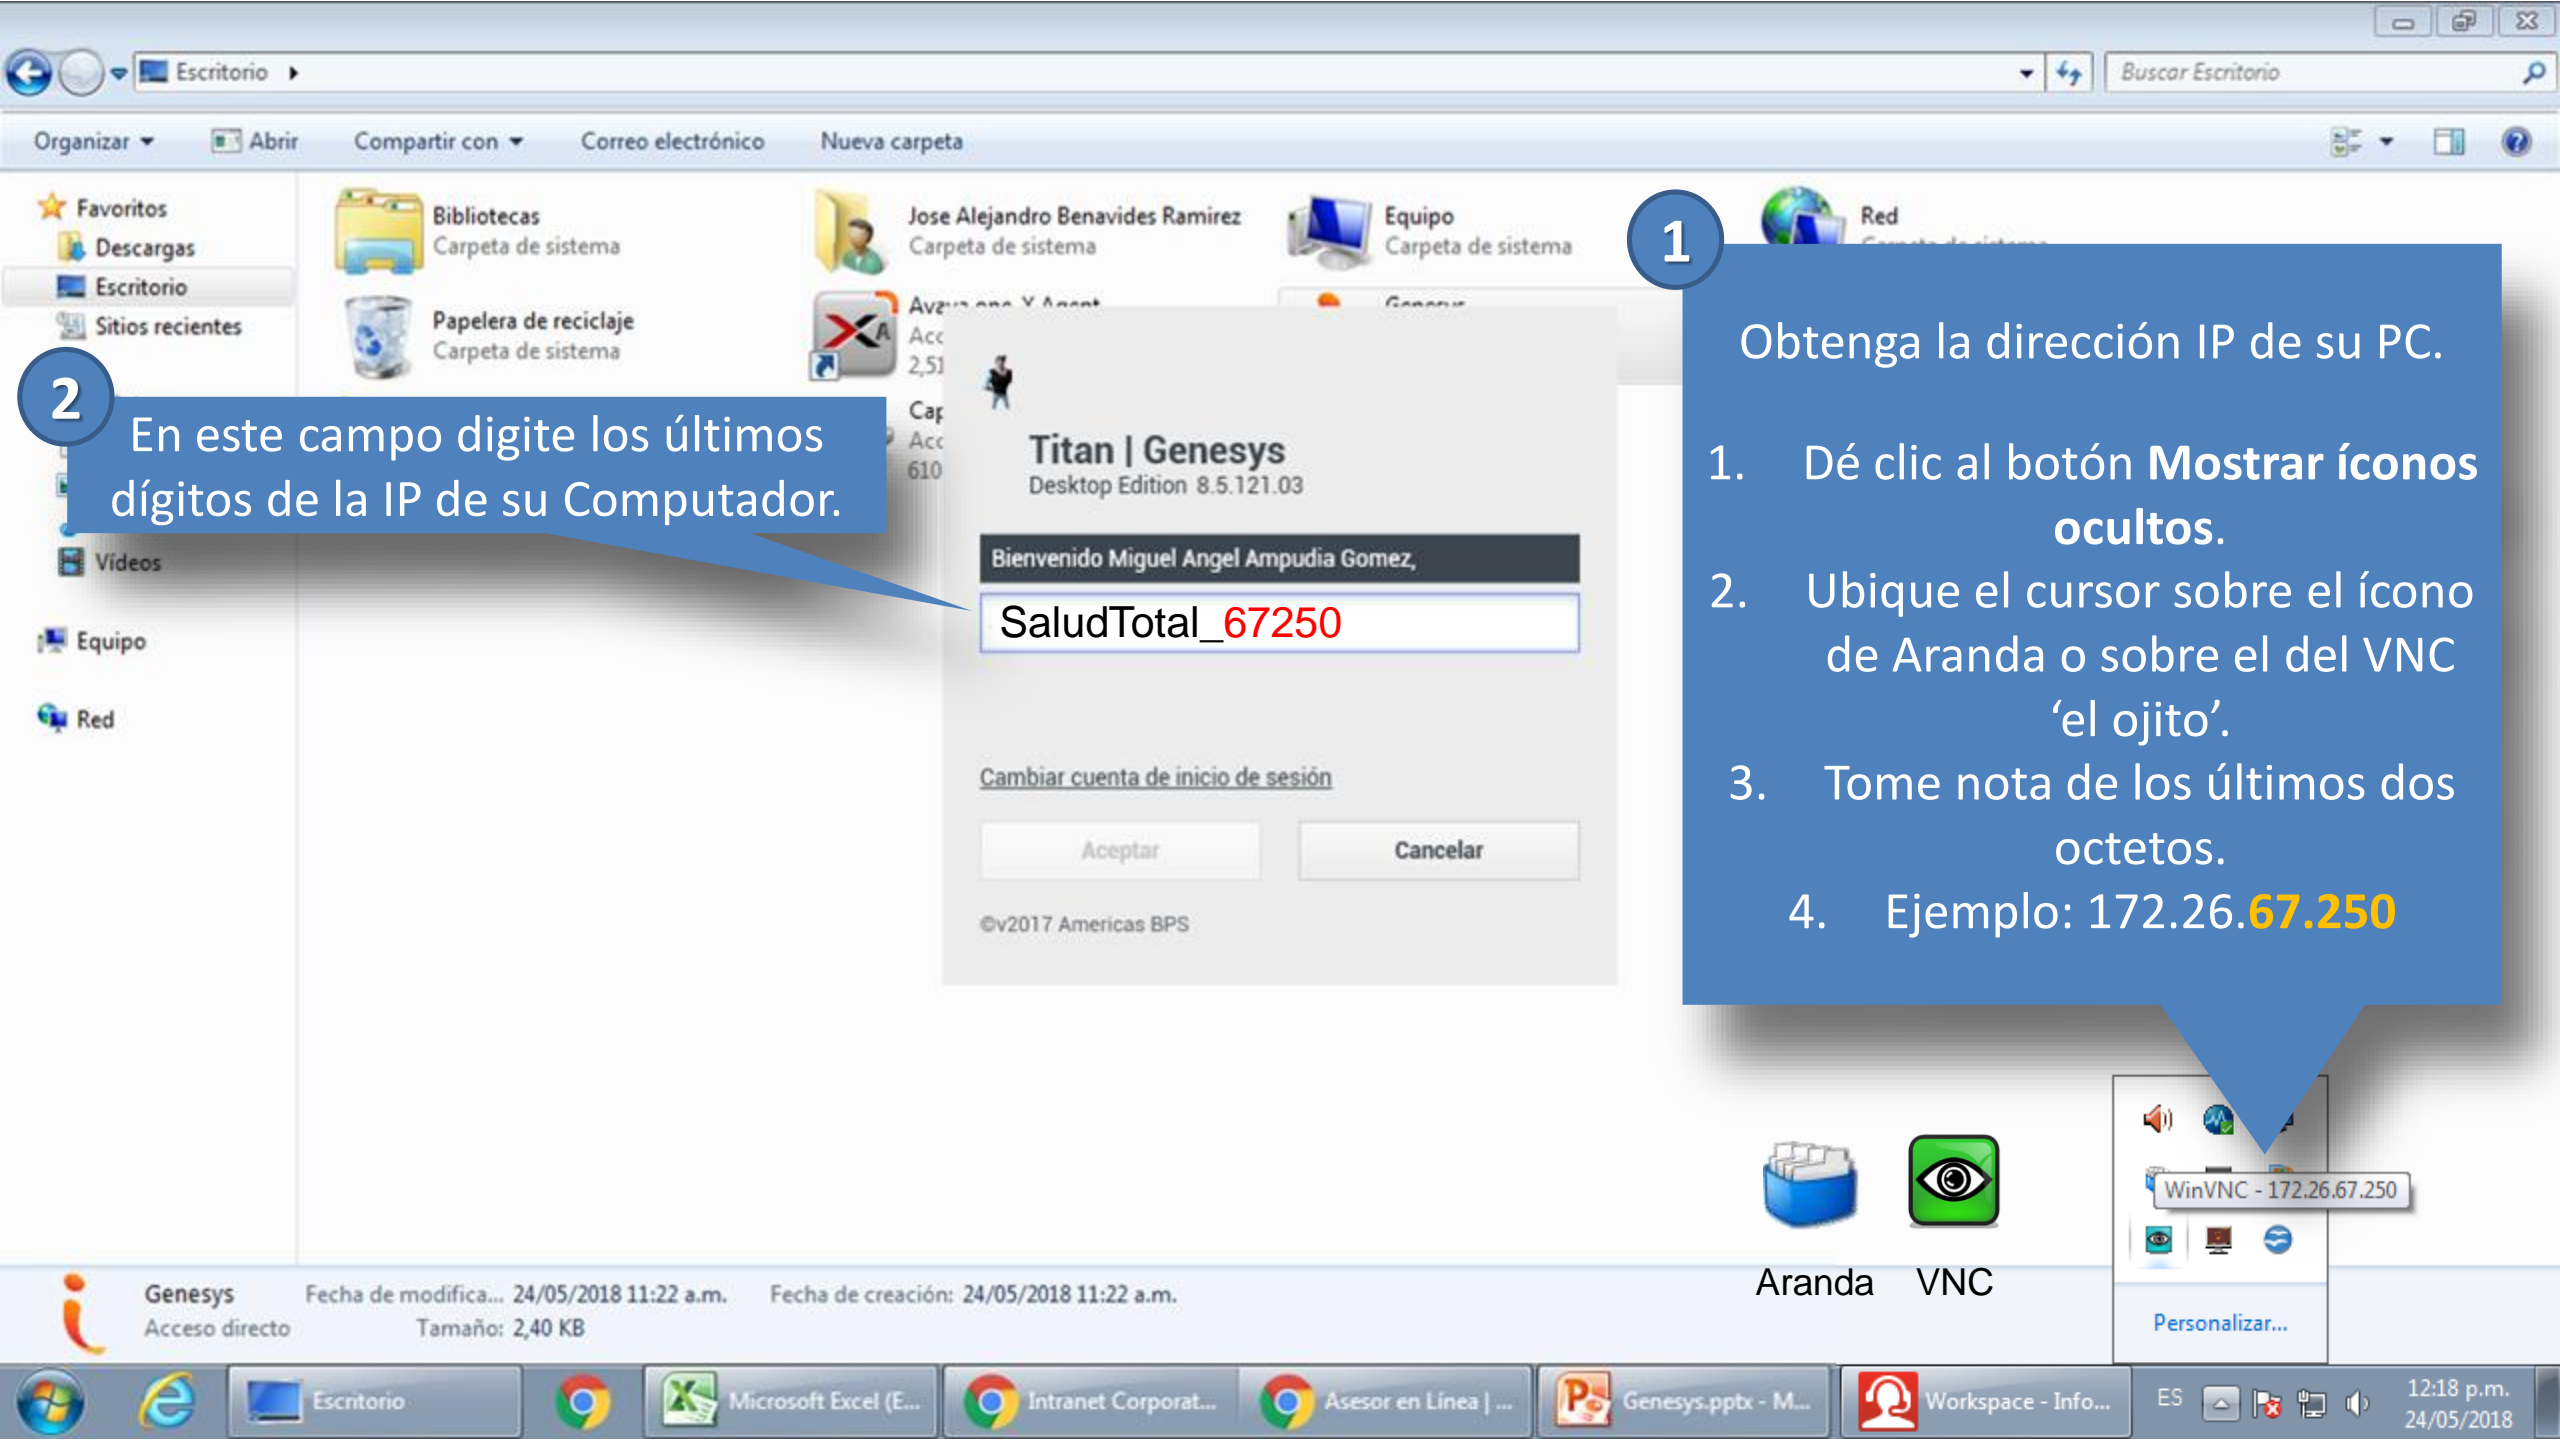 Escritorio
Buscar Escritorio
Organizar
Abrir
Compartir con
Correo electrónico
Nueva carpeta
Favoritos
Descargas
Escritorio
Sitios recientes
Vídeos
Equipo
Red
Bibliotecas
Carpeta de sistema
Jose Alejandro Benavides Ramirez
Carpeta de sistema
Equipo
Carpeta de sistema
Red
Carpeta de sistema
Papelera de reciclaje
Carpeta de sistema
Avaya one-X Agent
Genesys
2
En este campo digite los últimos
dígitos de la IP de su Computador.
Titan | Genesys
Desktop Edition 8.5.121.03
Bienvenido Miguel Angel Ampudia Gomez,
SaludTotal_67250
Cambiar cuenta de inicio de sesión
Aceptar
Cancelar
©v2017 Americas BPS
1
Obtenga la dirección IP de su PC.
1. Dé clic al botón Mostrar íconos
ocultos.
2. Ubique el cursor sobre el ícono
de Aranda o sobre el del VNC
‘el ojito’.
3. Tome nota de los últimos dos
octetos.
4. Ejemplo: 172.26.67.250
WinVNC - 172.26.67.250
Aranda
VNC
Personalizar...
Genesys
Acceso directo
Fecha de modifica... 24/05/2018 11:22 a.m.
Tamaño: 2,40 KB
Fecha de creación: 24/05/2018 11:22 a.m.
Escritorio
Microsoft Excel (E...
Intranet Corporat...
Asesor en Línea | ...
Genesys.pptx - M...
Workspace - Info...
ES
12:18 p.m.
24/05/2018